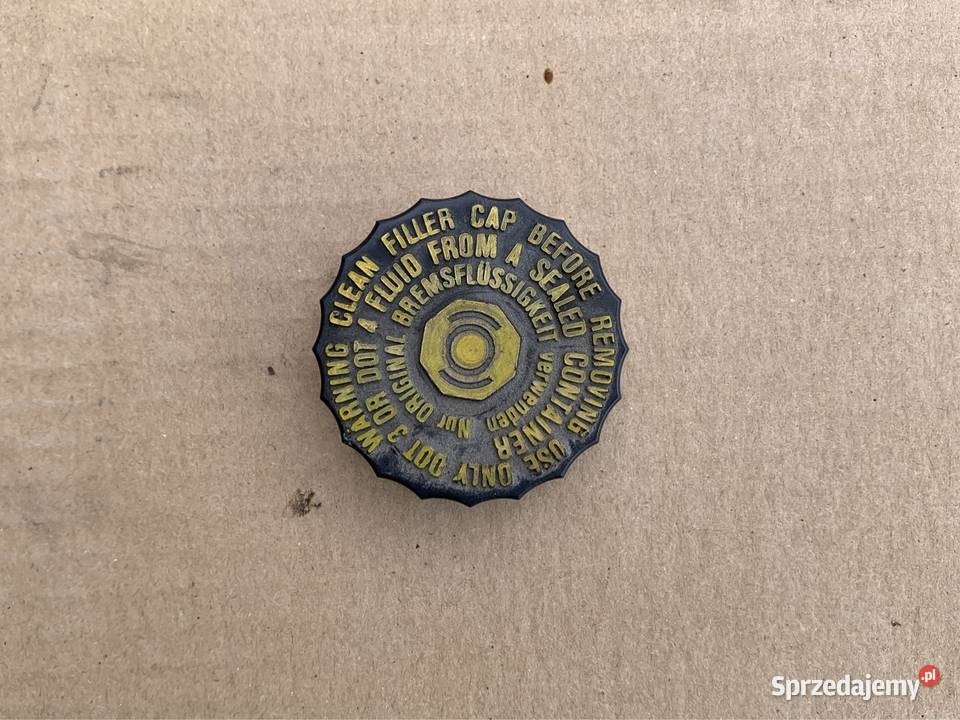 WARNING CLEAN FILLER CAP BEFORE REMOVING USE ONLY DOT 3 OR DOT 4 FLUID FROM A SEALED CONTAINER
Nur ORIGINAL BREMSFLÜSSIGKEIT verwenden
Sprzedajemy.pl